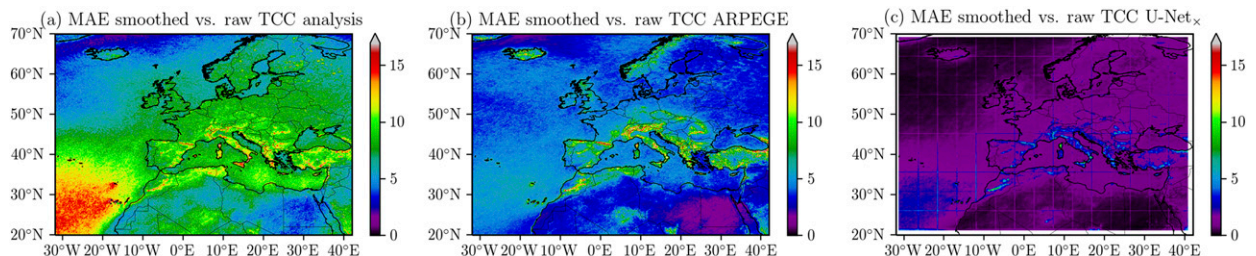 (a) MAE smoothed vs. raw TCC analysis
(b) MAE smoothed vs. raw TCC ARPEGE
(c) MAE smoothed vs. raw TCC U-Net×
70°N
60°N
50°N
40°N
30°N
20°N
30°W 20°W 10°W 0°E 10°E 20°E 30°E 40°E
15
10
5
0
70°N
60°N
50°N
40°N
30°N
20°N
30°W 20°W 10°W 0°E 10°E 20°E 30°E 40°E
15
10
5
0
70°N
60°N
50°N
40°N
30°N
20°N
30°W 20°W 10°W 0°E 10°E 20°E 30°E 40°E
15
10
5
0